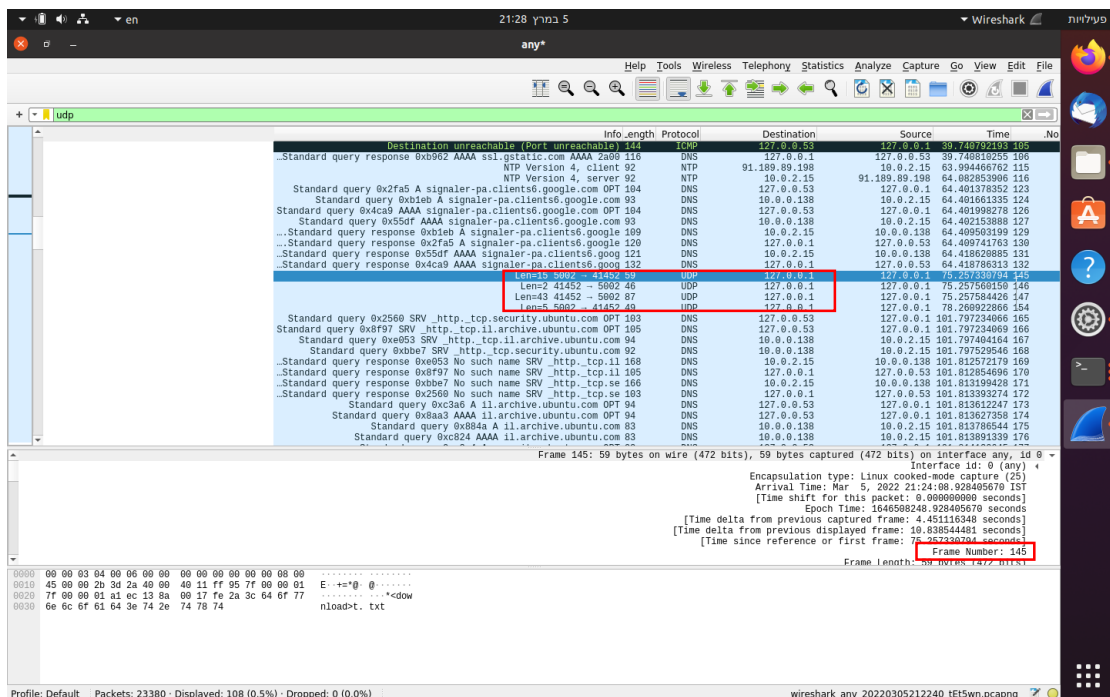 en
21:28 5 במרץ
Wireshark
פעילויות
any*
Help Tools Wireless Telephony Statistics Analyze Capture Go View Edit File
udp
Info Length Protocol Destination Source Time No.
Destination unreachable (Port unreachable) 144 ICMP 127.0.0.53 127.0.0.1 39.740792193 105
…Standard query response 0xb962 AAAA ssl.gstatic.com AAAA 2a00 116 DNS 127.0.0.1 127.0.0.53 39.740810255 106
NTP Version 4, client 92 NTP 91.189.89.198 10.0.2.15 63.994466762 115
NTP Version 4, server 92 NTP 10.0.2.15 91.189.89.198 64.082853906 116
Standard query 0x2fa5 A signaler-pa.clients6.google.com OPT 104 DNS 127.0.0.53 127.0.0.1 64.401378352 123
Standard query 0xb1eb A signaler-pa.clients6.google.com 93 DNS 10.0.0.138 10.0.2.15 64.401661335 124
Standard query 0x4ca9 AAAA signaler-pa.clients6.google.com OPT 104 DNS 127.0.0.53 127.0.0.1 64.401998278 126
Standard query 0x55df AAAA signaler-pa.clients6.google.com 93 DNS 10.0.0.138 10.0.2.15 64.402153888 127
…Standard query response 0xb1eb A signaler-pa.clients6.google 109 DNS 10.0.2.15 10.0.0.138 64.409503199 129
…Standard query response 0x2fa5 A signaler-pa.clients6.google 120 DNS 127.0.0.1 127.0.0.53 64.409741763 130
…Standard query response 0x55df AAAA signaler-pa.clients6.goog 121 DNS 10.0.2.15 10.0.0.138 64.418620885 131
…Standard query response 0x4ca9 AAAA signaler-pa.clients6.goog 132 DNS 127.0.0.1 127.0.0.53 64.418786313 132
Len=15 5002 → 41452 59 UDP 127.0.0.1 127.0.0.1 75.257330794 145
Len=2 41452 → 5002 46 UDP 127.0.0.1 127.0.0.1 75.257560150 146
Len=43 41452 → 5002 87 UDP 127.0.0.1 127.0.0.1 75.257584426 147
Len=5 5002 → 41452 49 UDP 127.0.0.1 127.0.0.1 78.260922866 154
Standard query 0x2560 SRV _http._tcp.security.ubuntu.com OPT 103 DNS 127.0.0.53 127.0.0.1 101.797234066 165
Standard query 0x8f97 SRV _http._tcp.il.archive.ubuntu.com OPT 105 DNS 127.0.0.53 127.0.0.1 101.797234069 166
Standard query 0xe053 SRV _http._tcp.il.archive.ubuntu.com 94 DNS 10.0.0.138 10.0.2.15 101.797404164 167
Standard query 0xbbe7 SRV _http._tcp.security.ubuntu.com 92 DNS 10.0.0.138 10.0.2.15 101.797529546 168
…Standard query response 0xe053 No such name SRV _http._tcp.il 168 DNS 10.0.2.15 10.0.0.138 101.812572179 169
…Standard query response 0x8f97 No such name SRV _http._tcp.il 105 DNS 127.0.0.1 127.0.0.53 101.812854696 170
…Standard query response 0xbbe7 No such name SRV _http._tcp.se 166 DNS 10.0.2.15 10.0.0.138 101.813199428 171
…Standard query response 0x2560 No such name SRV _http._tcp.se 103 DNS 127.0.0.1 127.0.0.53 101.813393274 172
Standard query 0xc3a6 A il.archive.ubuntu.com OPT 94 DNS 127.0.0.53 127.0.0.1 101.813612247 173
Standard query 0x8aa3 AAAA il.archive.ubuntu.com OPT 94 DNS 127.0.0.53 127.0.0.1 101.813627358 174
Standard query 0x884a A il.archive.ubuntu.com 83 DNS 10.0.0.138 10.0.2.15 101.813786544 175
Standard query 0xc824 AAAA il.archive.ubuntu.com 83 DNS 10.0.0.138 10.0.2.15 101.813891339 176
Frame 145: 59 bytes on wire (472 bits), 59 bytes captured (472 bits) on interface any, id 0
Interface id: 0 (any)
Encapsulation type: Linux cooked-mode capture (25)
Arrival Time: Mar 5, 2022 21:24:08.928405670 IST
[Time shift for this packet: 0.000000000 seconds]
Epoch Time: 1646508248.928405670 seconds
[Time delta from previous captured frame: 4.451116348 seconds]
[Time delta from previous displayed frame: 10.838544481 seconds]
[Time since reference or first frame: 75.257330794 seconds]
Frame Number: 145
Frame Length: 59 bytes (472 bits)
0000 00 00 03 04 00 06 00 00 00 00 00 00 00 00 08 00 ········ ········
0010 45 00 00 2b 3d 2a 40 00 40 11 ff 95 7f 00 00 01 E··+=*@· @·······
0020 7f 00 00 01 a1 ec 13 8a 00 17 fe 2a 3c 64 6f 77 ········ ···*<dow
0030 6e 6c 6f 61 64 3e 74 2e 74 78 74 nload>t. txt
Profile: Default Packets: 23380 · Displayed: 108 (0.5%) · Dropped: 0 (0.0%) wireshark_any_20220305212240_tEt5wn.pcapng